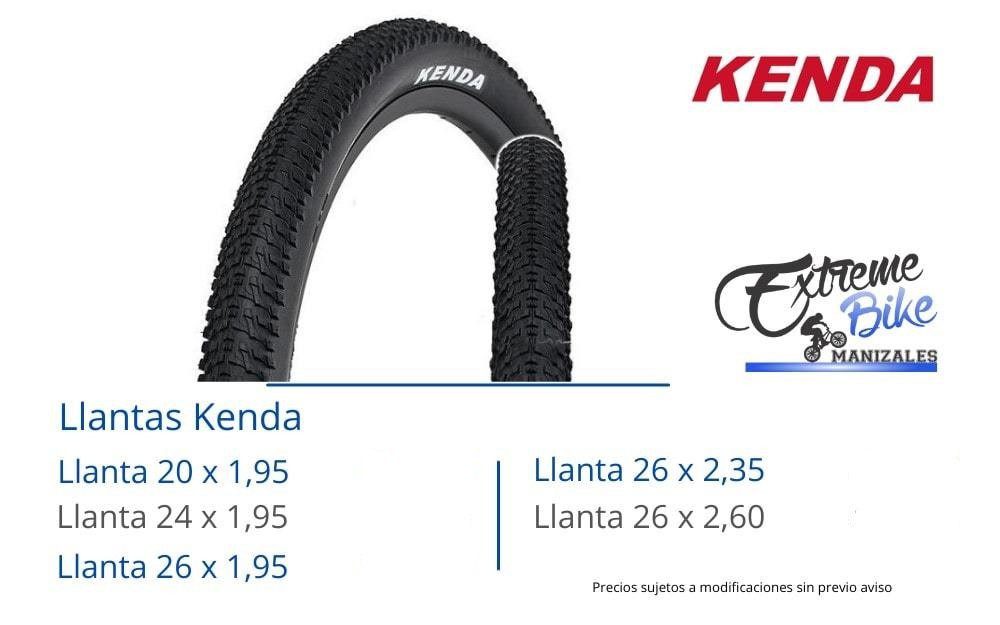 KENDA
KENDA
Extreme
Bike
MANIZALES
Llantas Kenda
Llanta 20 x 1,95
Llanta 24 x 1,95
Llanta 26 x 1,95
Llanta 26 x 2,35
Llanta 26 x 2,60
Precios sujetos a modificaciones sin previo aviso